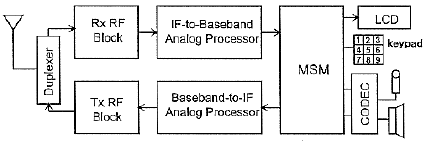 Duplexer
Rx RF
Block
IF-to-Baseband
Analog Processor
Tx RF
Block
Baseband-to-IF
Analog Processor
MSM
LCD
1 2 3
4 5 6
7 8 9
keypad
CODEC